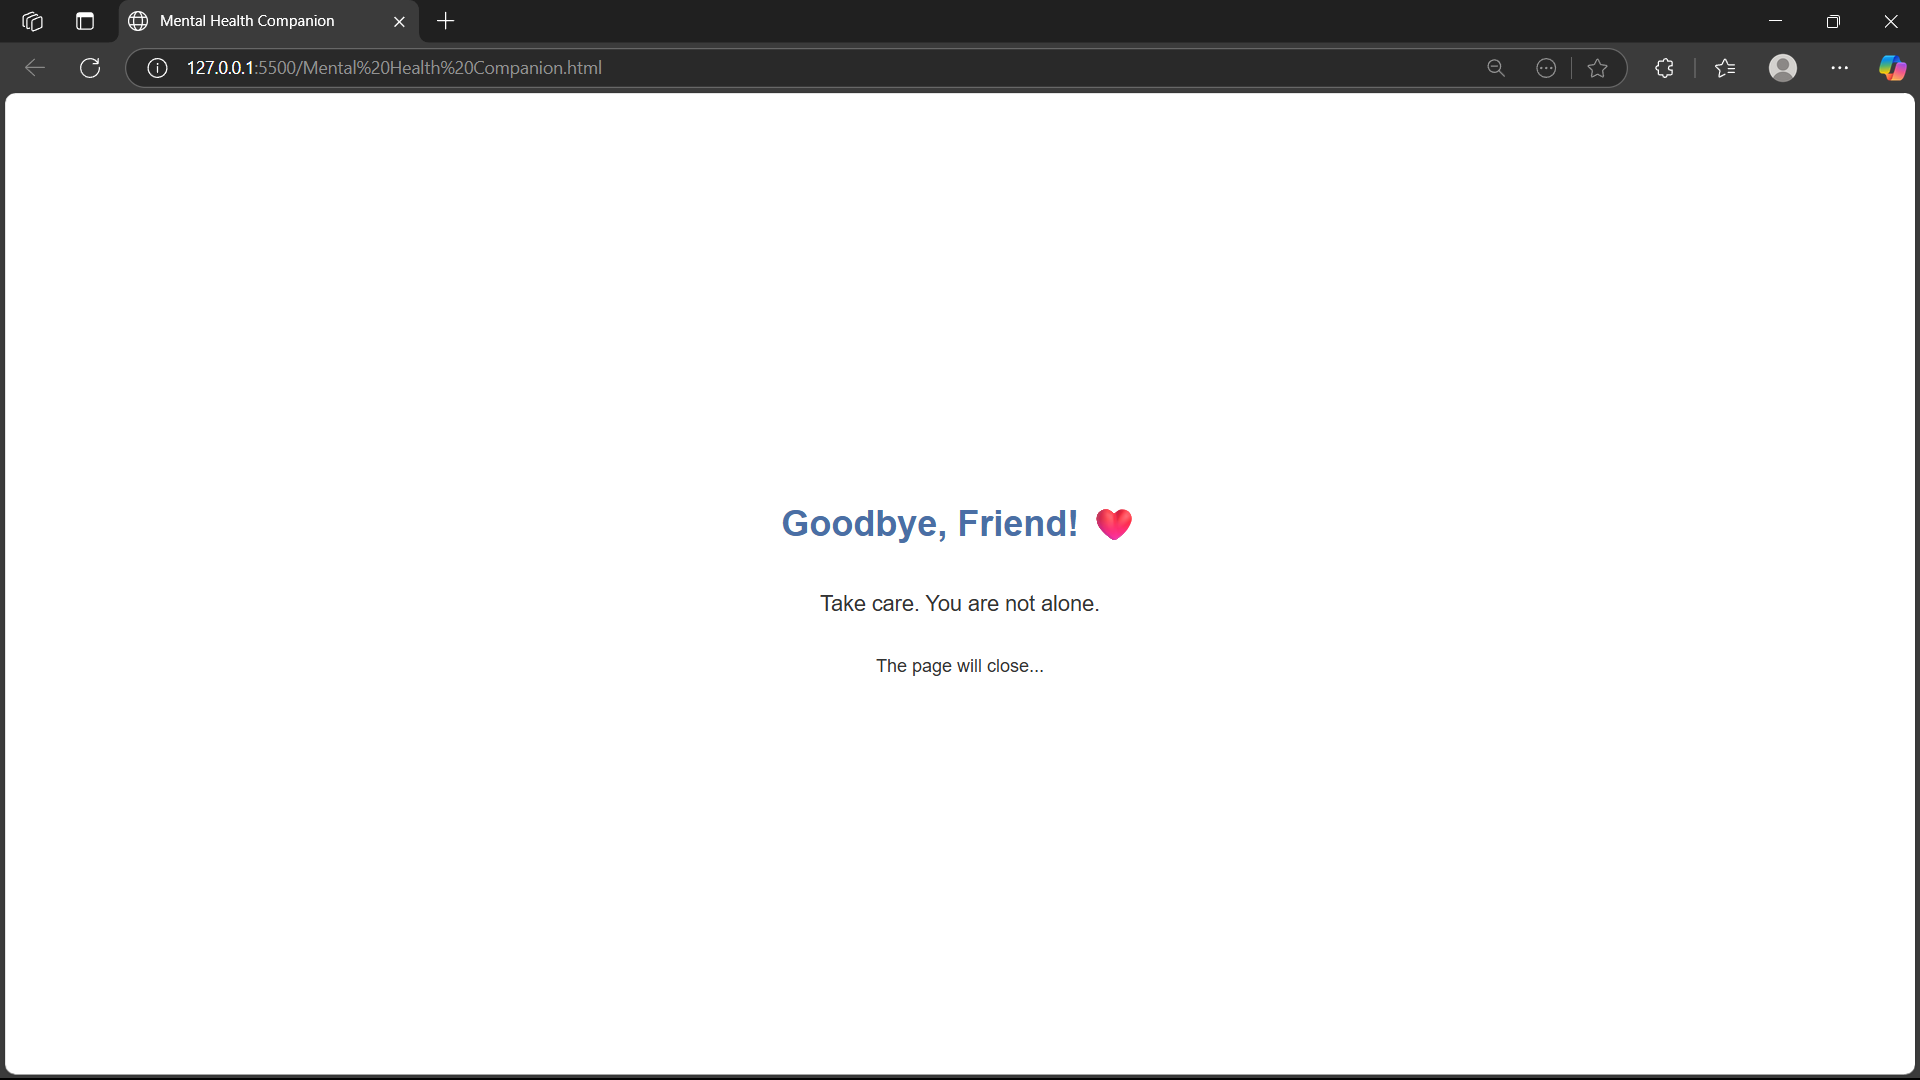 Mental Health Companion
127.0.0.1:5500/Mental%20Health%20Companion.html
Goodbye, Friend! ❤️
Take care. You are not alone.
The page will close...